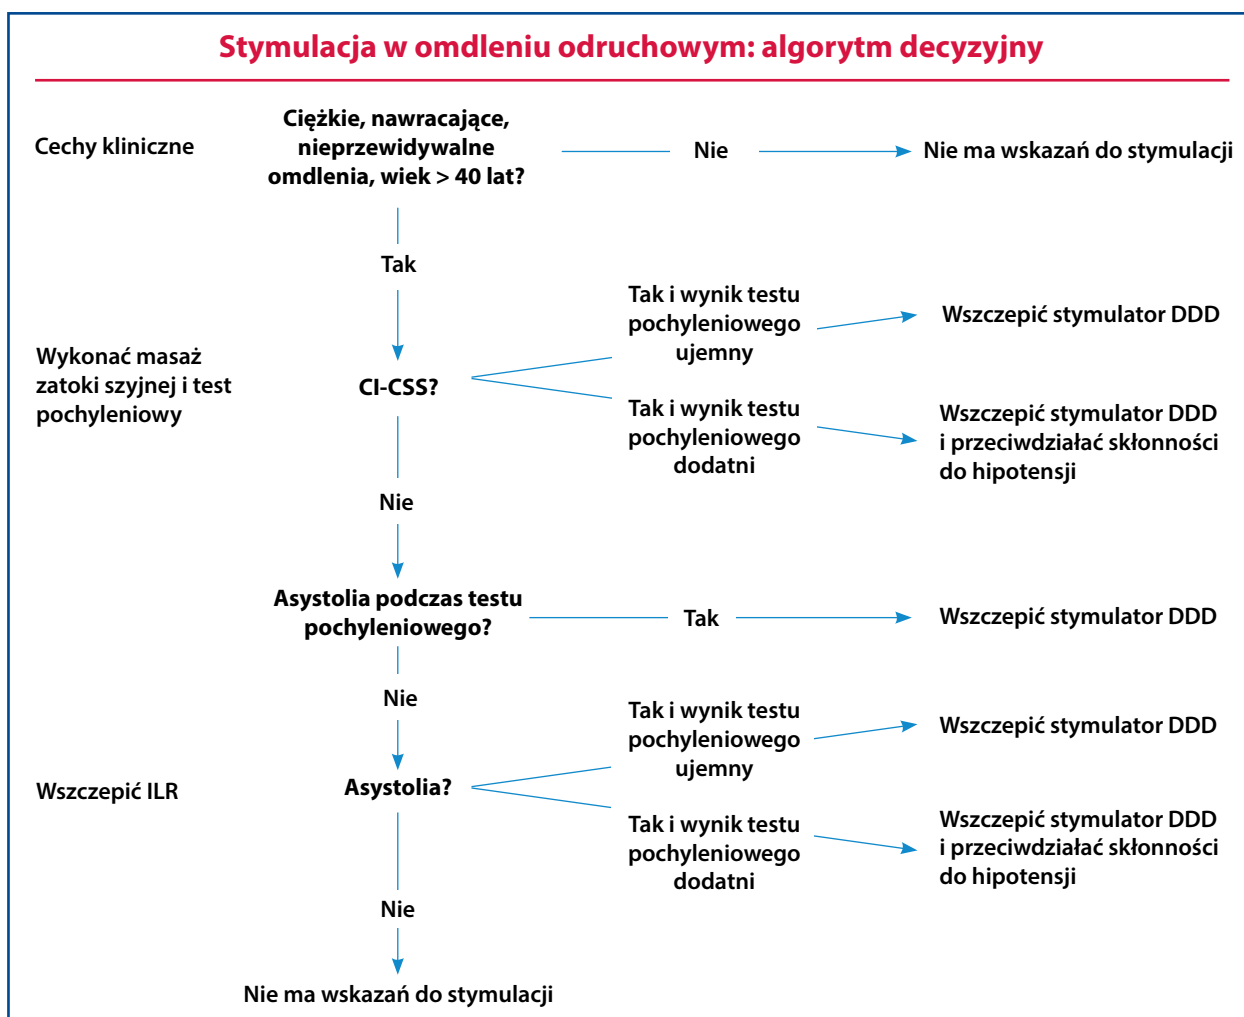 Stymulacja w omdleniu odruchowym: algorytm decyzyjny
Cechy kliniczne
Ciężkie, nawracające,
nieprzewidywalne
omdlenia, wiek > 40 lat?
Nie
Nie ma wskazań do stymulacji
Tak
Wykonać masaż
zatoki szyjnej i test
pochyleniowy
CI-CSS?
Tak i wynik testu
pochyleniowego
ujemny
Wszczepić stymulator DDD
Tak i wynik testu
pochyleniowego
dodatni
Wszczepić stymulator DDD
i przeciwdziałać skłonności
do hipotensji
Nie
Asystolia podczas testu
pochyleniowego?
Tak
Wszczepić stymulator DDD
Nie
Wszczepić ILR
Asystolia?
Tak i wynik testu
pochyleniowego
ujemny
Wszczepić stymulator DDD
Tak i wynik testu
pochyleniowego
dodatni
Wszczepić stymulator DDD
i przeciwdziałać skłonności
do hipotensji
Nie
Nie ma wskazań do stymulacji